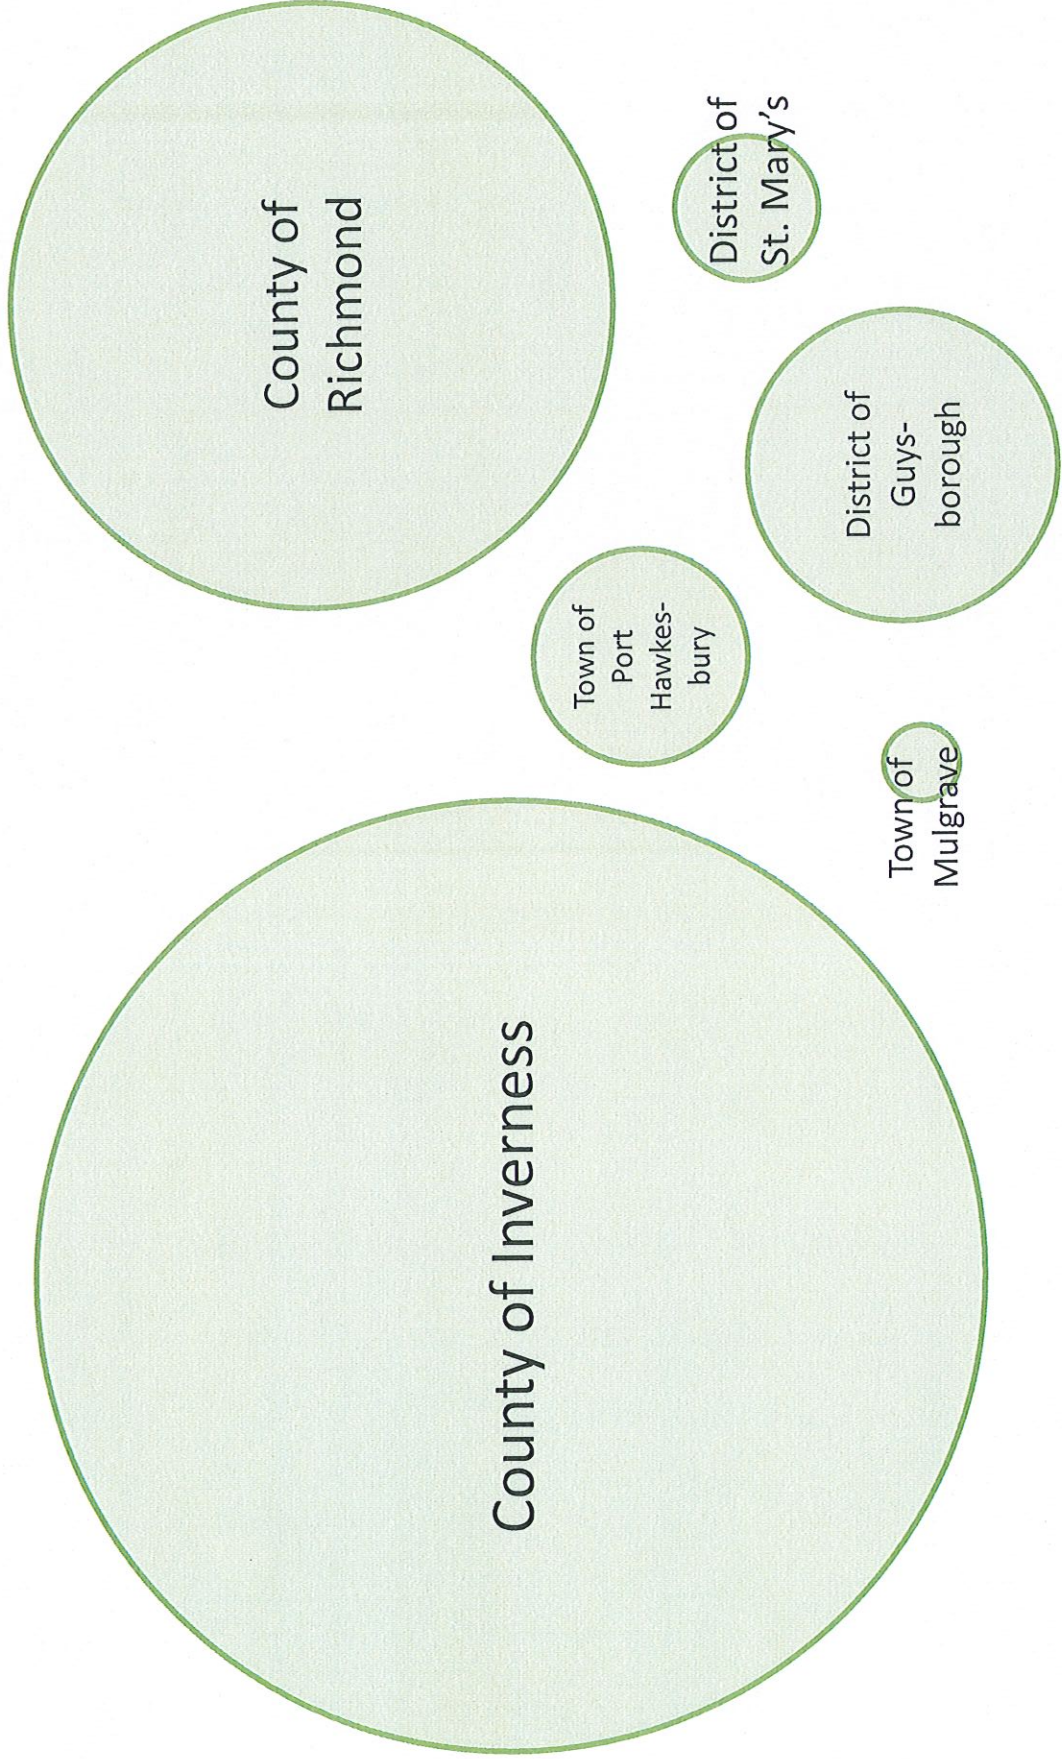 County of Inverness
County of
Richmond
Town of
Port
Hawkes-
bury
District of
St. Mary's
District of
Guys-
borough
Town of
Mulgrave